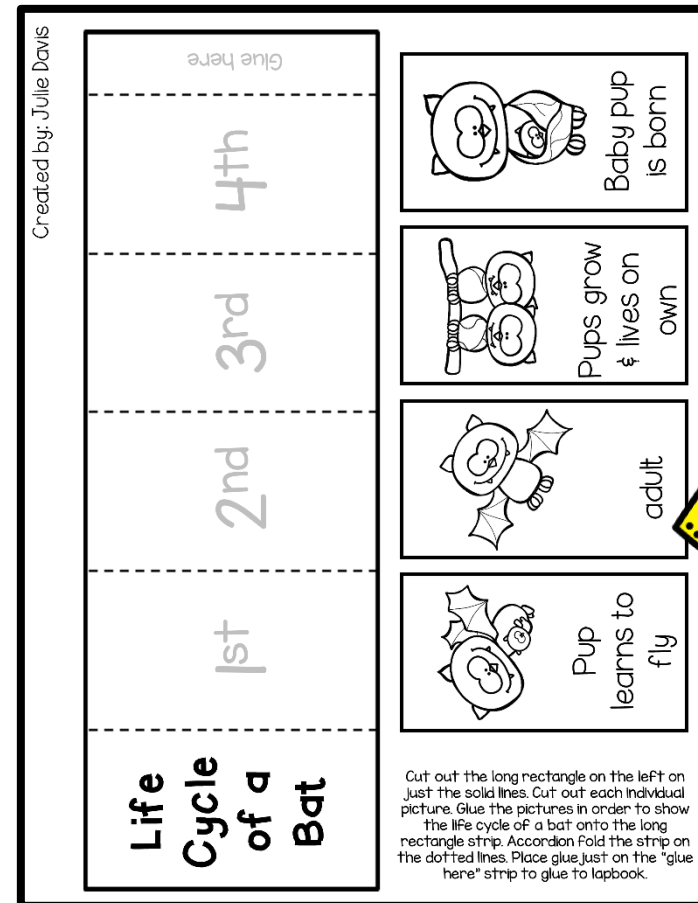 Created by: Julie Davis
Glue here
4th
3rd
2nd
1st
Life
Cycle
of a
Bat
Baby pup
is born
Pups grow
& lives on
own
adult
Pup
learns to
fly
Cut out the long rectangle on the left on
just the solid lines. Cut out each individual
picture. Glue the pictures in order to show
the life cycle of a bat onto the long
rectangle strip. Accordion fold the strip on
the dotted lines. Place glue just on the "glue
here" strip to glue to lapbook.